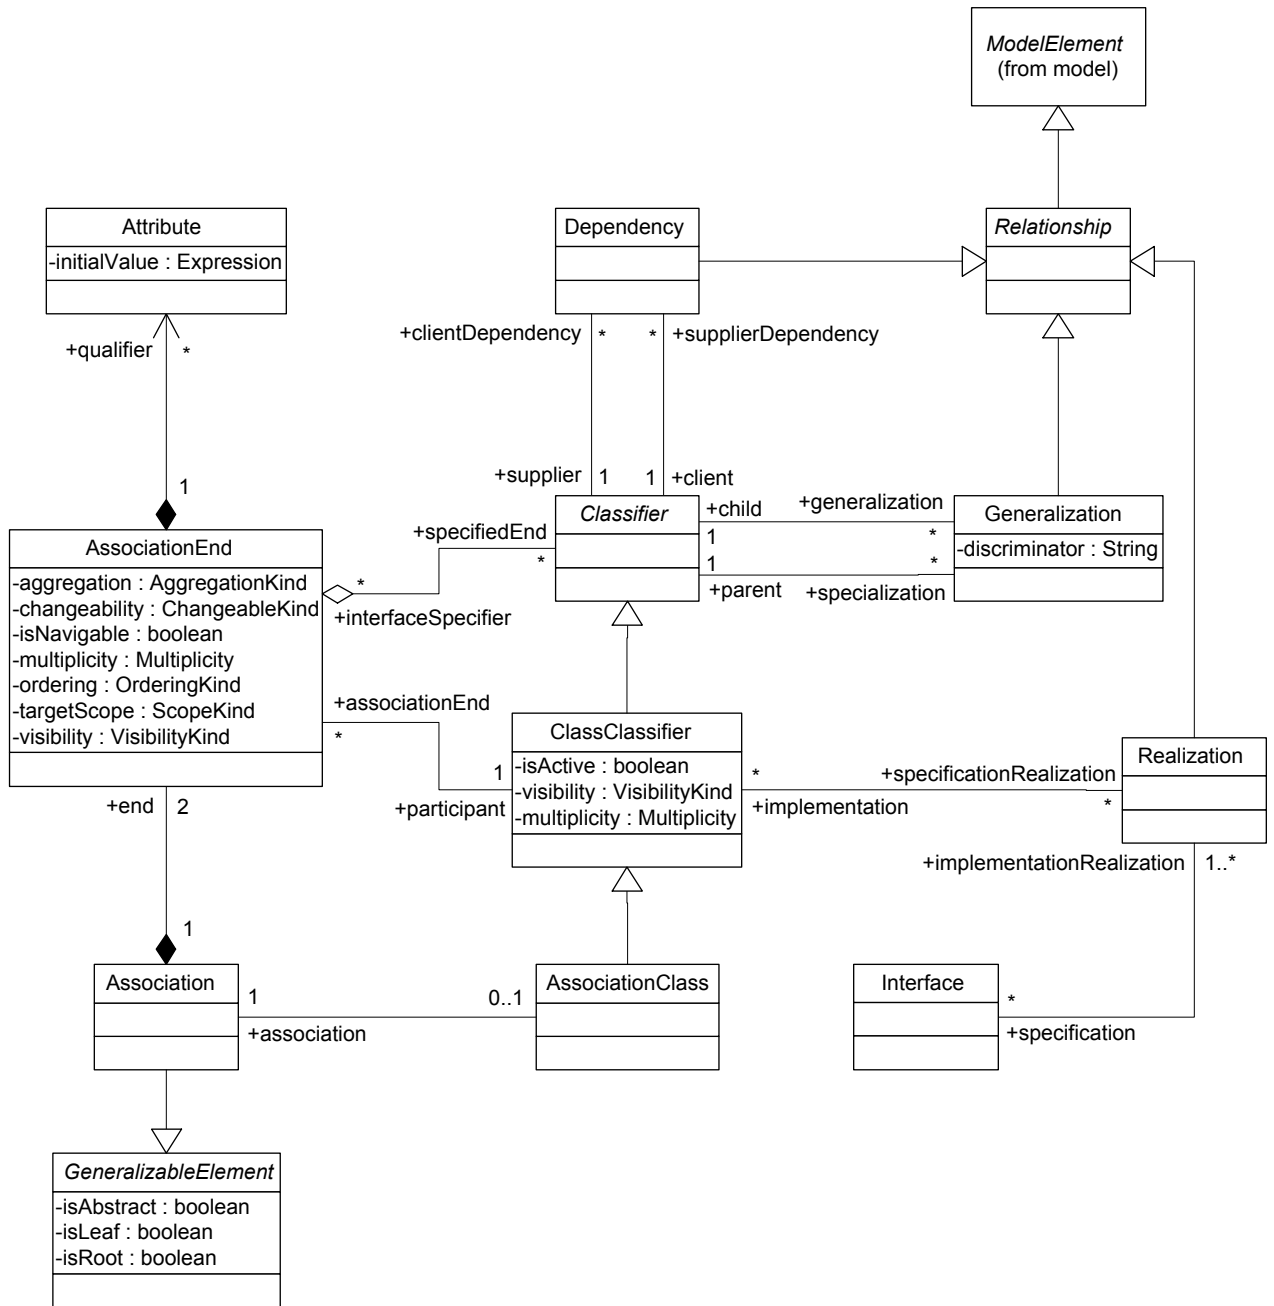 ModelElement
(from model)
Attribute
-initialValue : Expression
Dependency
Relationship
+qualifier
*
+clientDependency
*
*
+supplierDependency
1
+supplier
1
1
+client
AssociationEnd
-aggregation : AggregationKind
-changeability : ChangeableKind
-isNavigable : boolean
-multiplicity : Multiplicity
-ordering : OrderingKind
-targetScope : ScopeKind
-visibility : VisibilityKind
+specifiedEnd
*
*
+interfaceSpecifier
Classifier
+child
1
+generalization
*
1
+parent
*
+specialization
Generalization
-discriminator : String
+associationEnd
*
1
+participant
ClassClassifier
-isActive : boolean
-visibility : VisibilityKind
-multiplicity : Multiplicity
*
+implementation
+specificationRealization
*
Realization
+end
2
+implementationRealization
1..*
1
Association
1
+association
0..1
AssociationClass
Interface
*
+specification
GeneralizableElement
-isAbstract : boolean
-isLeaf : boolean
-isRoot : boolean